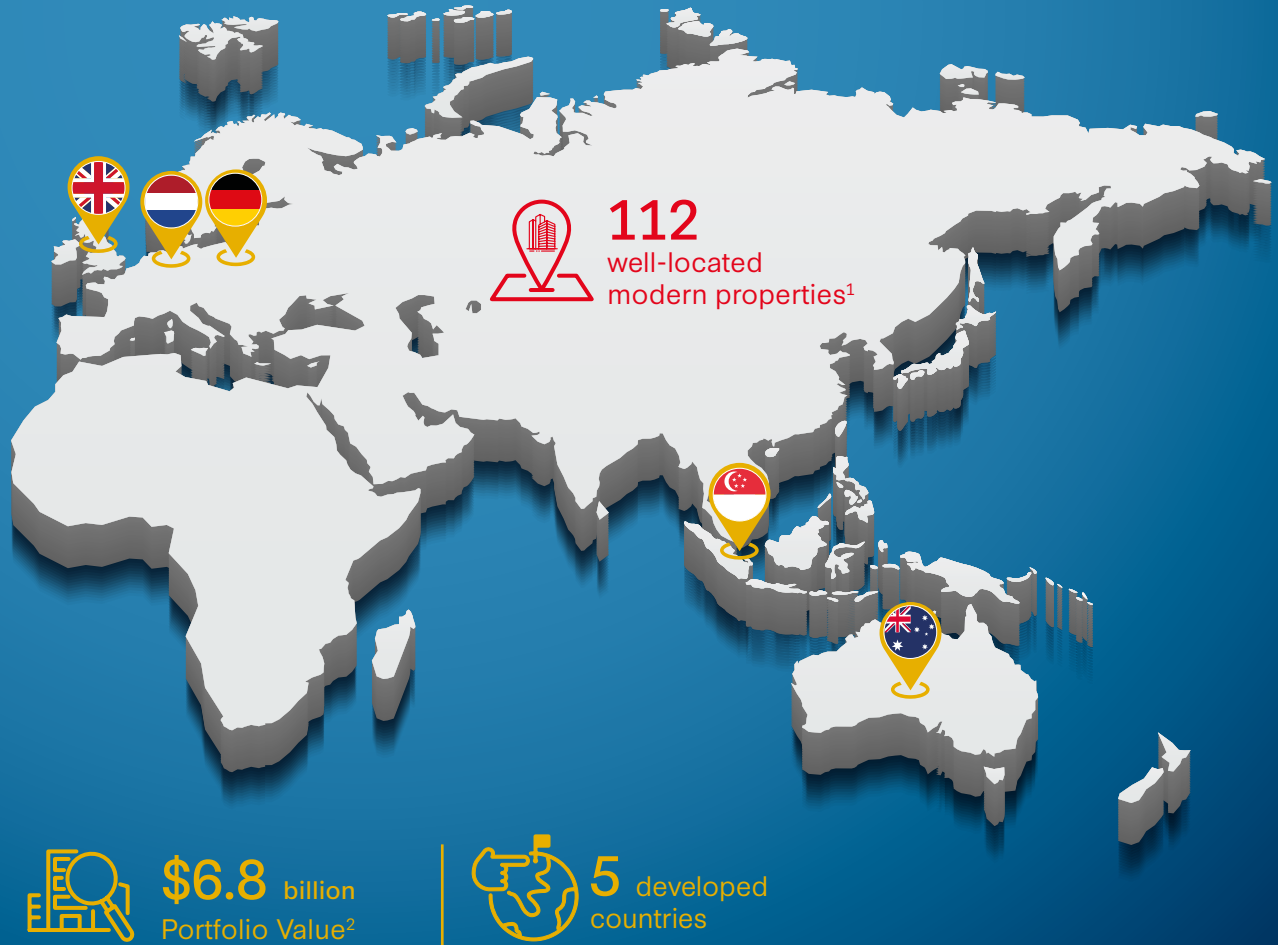 112
well-located
modern properties¹
$6.8 billion
Portfolio Value²
5 developed
countries